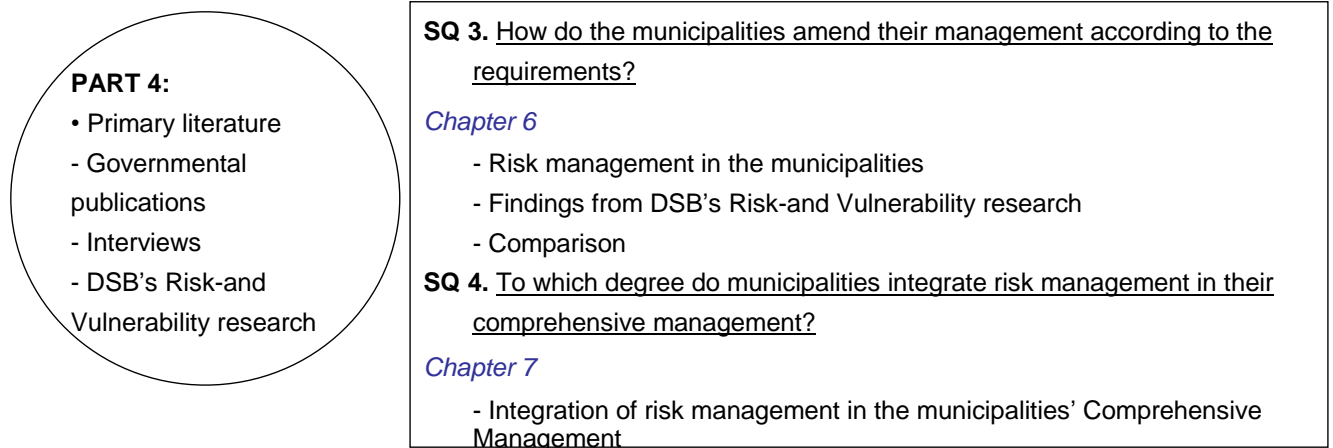 PART 4:
• Primary literature
- Governmental
publications
- Interviews
- DSB's Risk-and
Vulnerability research
SQ 3. How do the municipalities amend their management according to the
requirements?
Chapter 6
- Risk management in the municipalities
- Findings from DSB's Risk-and Vulnerability research
- Comparison
SQ 4. To which degree do municipalities integrate risk management in their
comprehensive management?
Chapter 7
- Integration of risk management in the municipalities' Comprehensive
Management